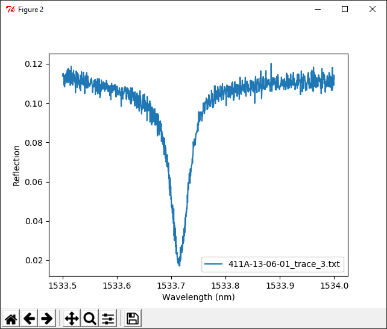 Figure 2
0.12
0.10
0.08
0.06
0.04
0.02
Reflection
411A-13-06-01_trace_3.txt
1533.5 1533.6 1533.7 1533.8 1533.9 1534.0
Wavelength (nm)